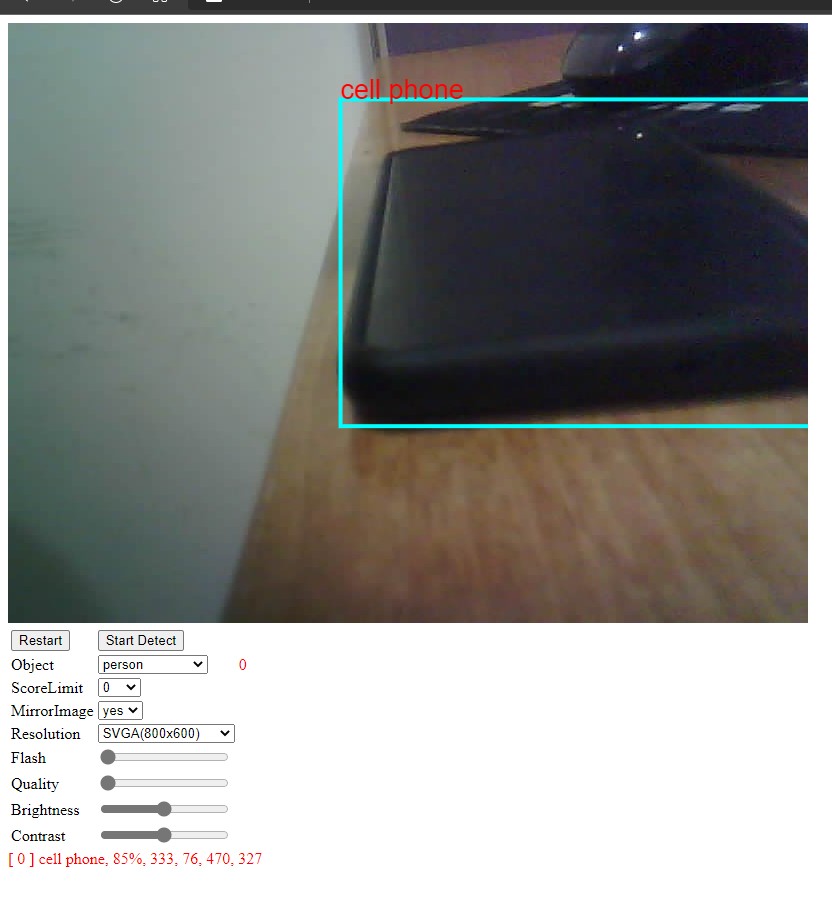 cell phone
Restart Start Detect
Object person 0
ScoreLimit 0
MirrorImage yes
Resolution SVGA(800x600)
Flash
Quality
Brightness
Contrast
[ 0 ] cell phone, 85%, 333, 76, 470, 327